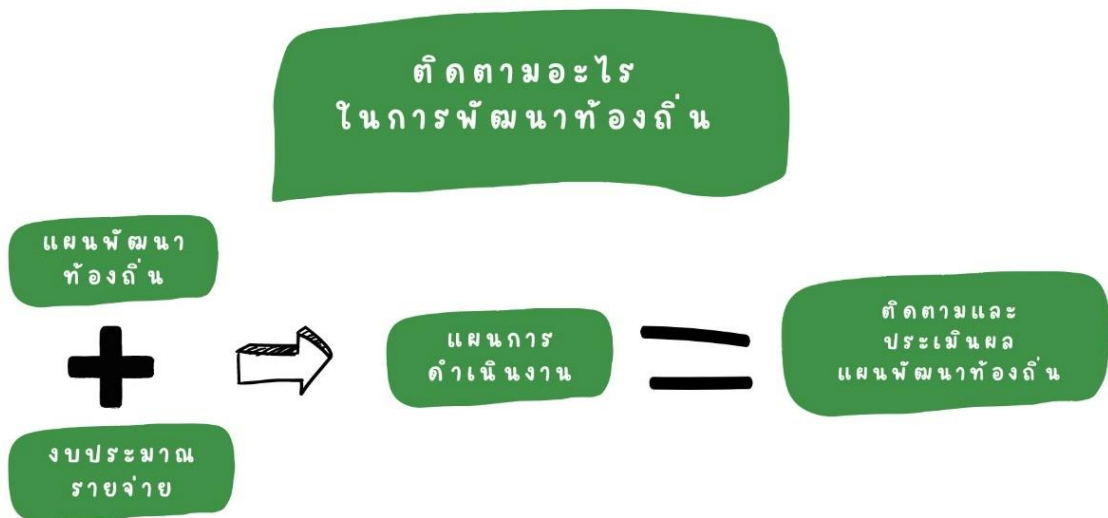 ติดตามอะไร
ในการพัฒนาท้องถิ่น
แผนพัฒนา
ท้องถิ่น
งบประมาณ
รายจ่าย
แผนการ
ดำเนินงาน
ติดตามและ
ประเมินผล
แผนพัฒนาท้องถิ่น